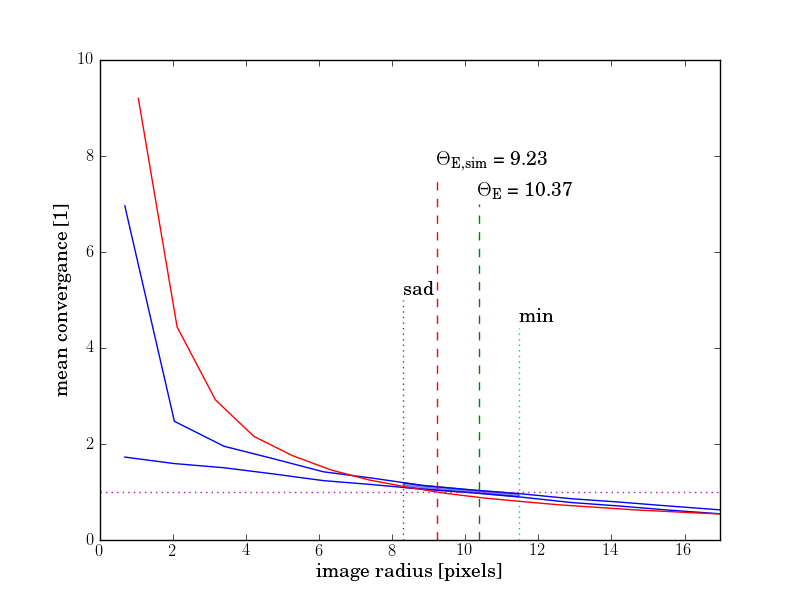 10
8
6
4
2
0
mean convergance [1]
Θ_E,sim = 9.23
Θ_E = 10.37
sad
min
0 2 4 6 8 10 12 14 16
image radius [pixels]